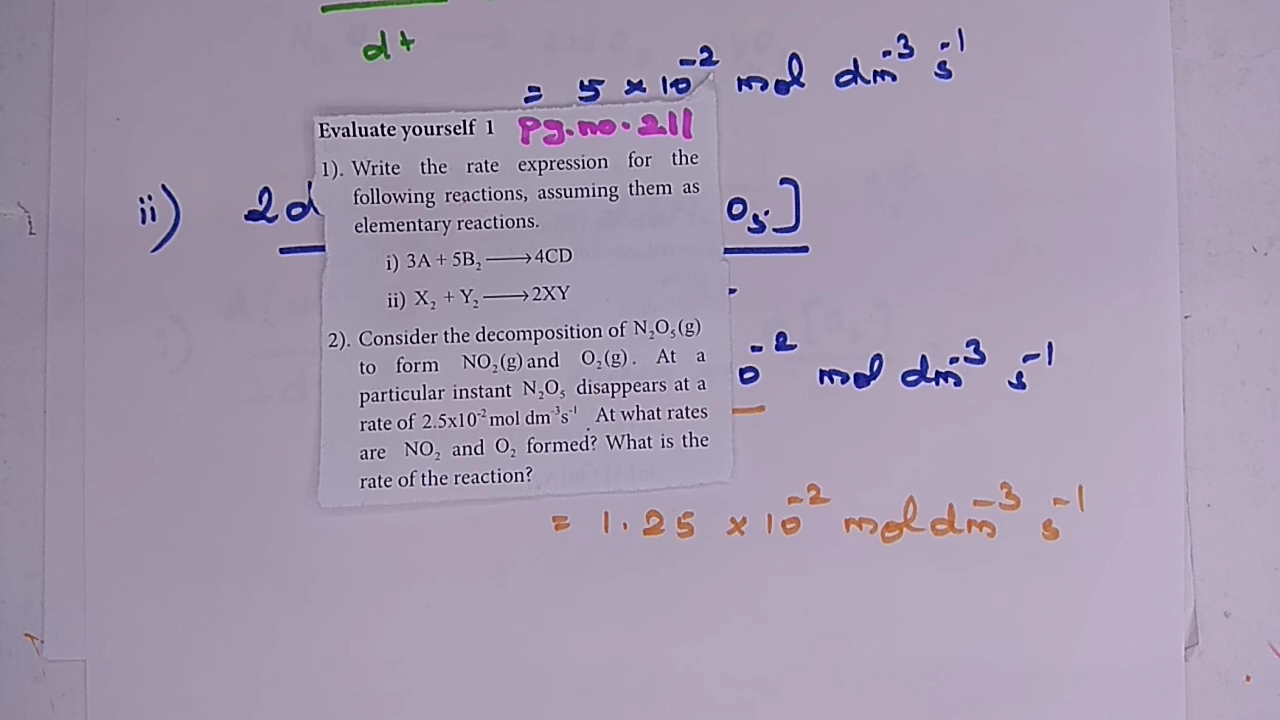 dt
= 5 × 10⁻² mol dm⁻³ s⁻¹
Evaluate yourself 1 Pg.no.211
1). Write the rate expression for the
following reactions, assuming them as
elementary reactions.
i) 3A + 5B₂ ⟶ 4CD
ii) X₂ + Y₂ ⟶ 2XY
2). Consider the decomposition of N₂O₅(g)
to form NO₂(g) and O₂(g). At a
particular instant N₂O₅ disappears at a
rate of 2.5x10⁻² mol dm⁻³s⁻¹. At what rates
are NO₂ and O₂ formed? What is the
rate of the reaction?
ii) 2d O₅]
0⁻² mol dm⁻³ s⁻¹
= 1.25 × 10⁻² mol dm⁻³ s⁻¹